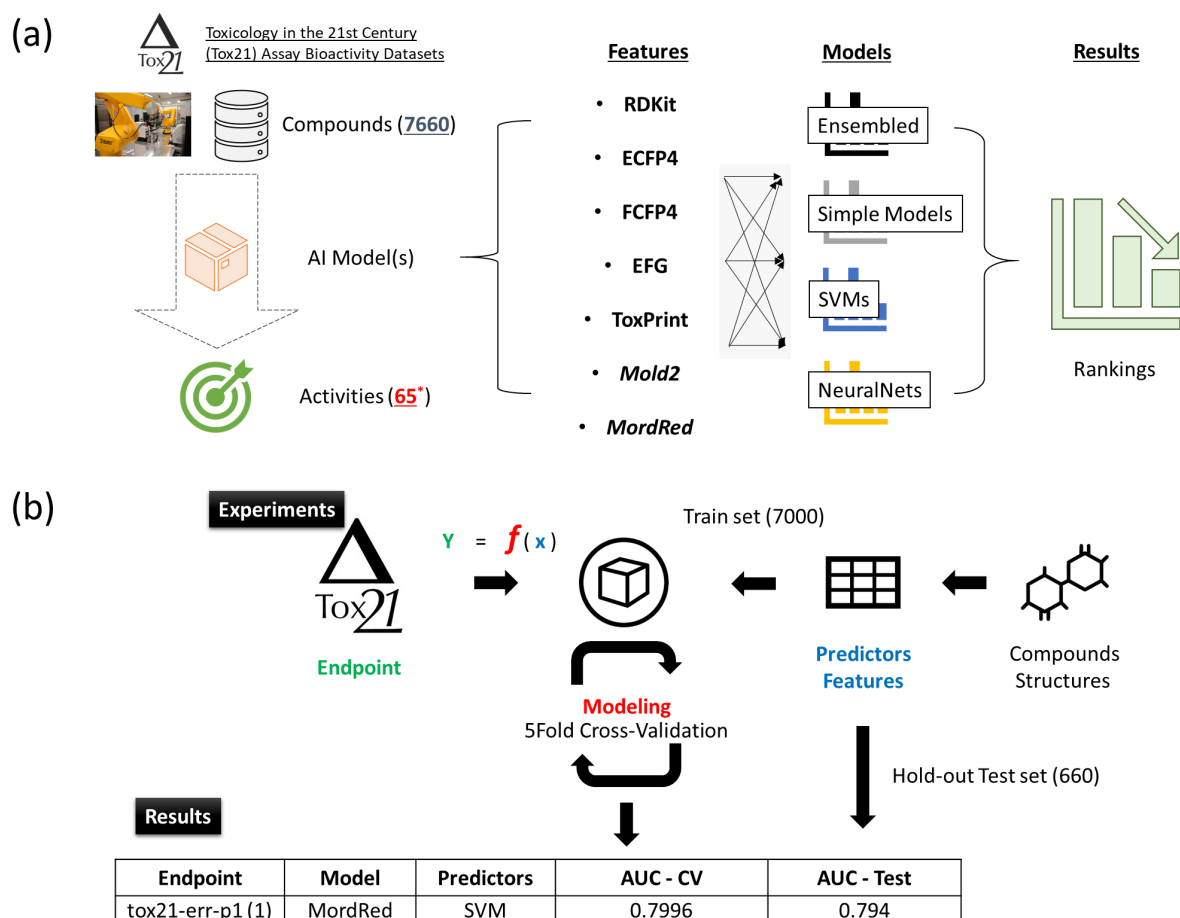 (a)
Tox21
Toxicology in the 21st Century
(Tox21) Assay Bioactivity Datasets
Compounds (7660)
AI Model(s)
Activities (65*)
Features
• RDKit
• ECFP4
• FCFP4
• EFG
• ToxPrint
• Mold2
• MordRed
Models
Ensembled
Simple Models
SVMs
NeuralNets
Results
Rankings
(b)
Experiments
Tox21
Endpoint
Y = f(x)
Train set (7000)
Modeling
5Fold Cross-Validation
Predictors
Features
Compounds
Structures
Hold-out Test set (660)
Results
Endpoint Model Predictors AUC - CV AUC - Test
tox21-err-p1 (1) MordRed SVM 0.7996 0.794